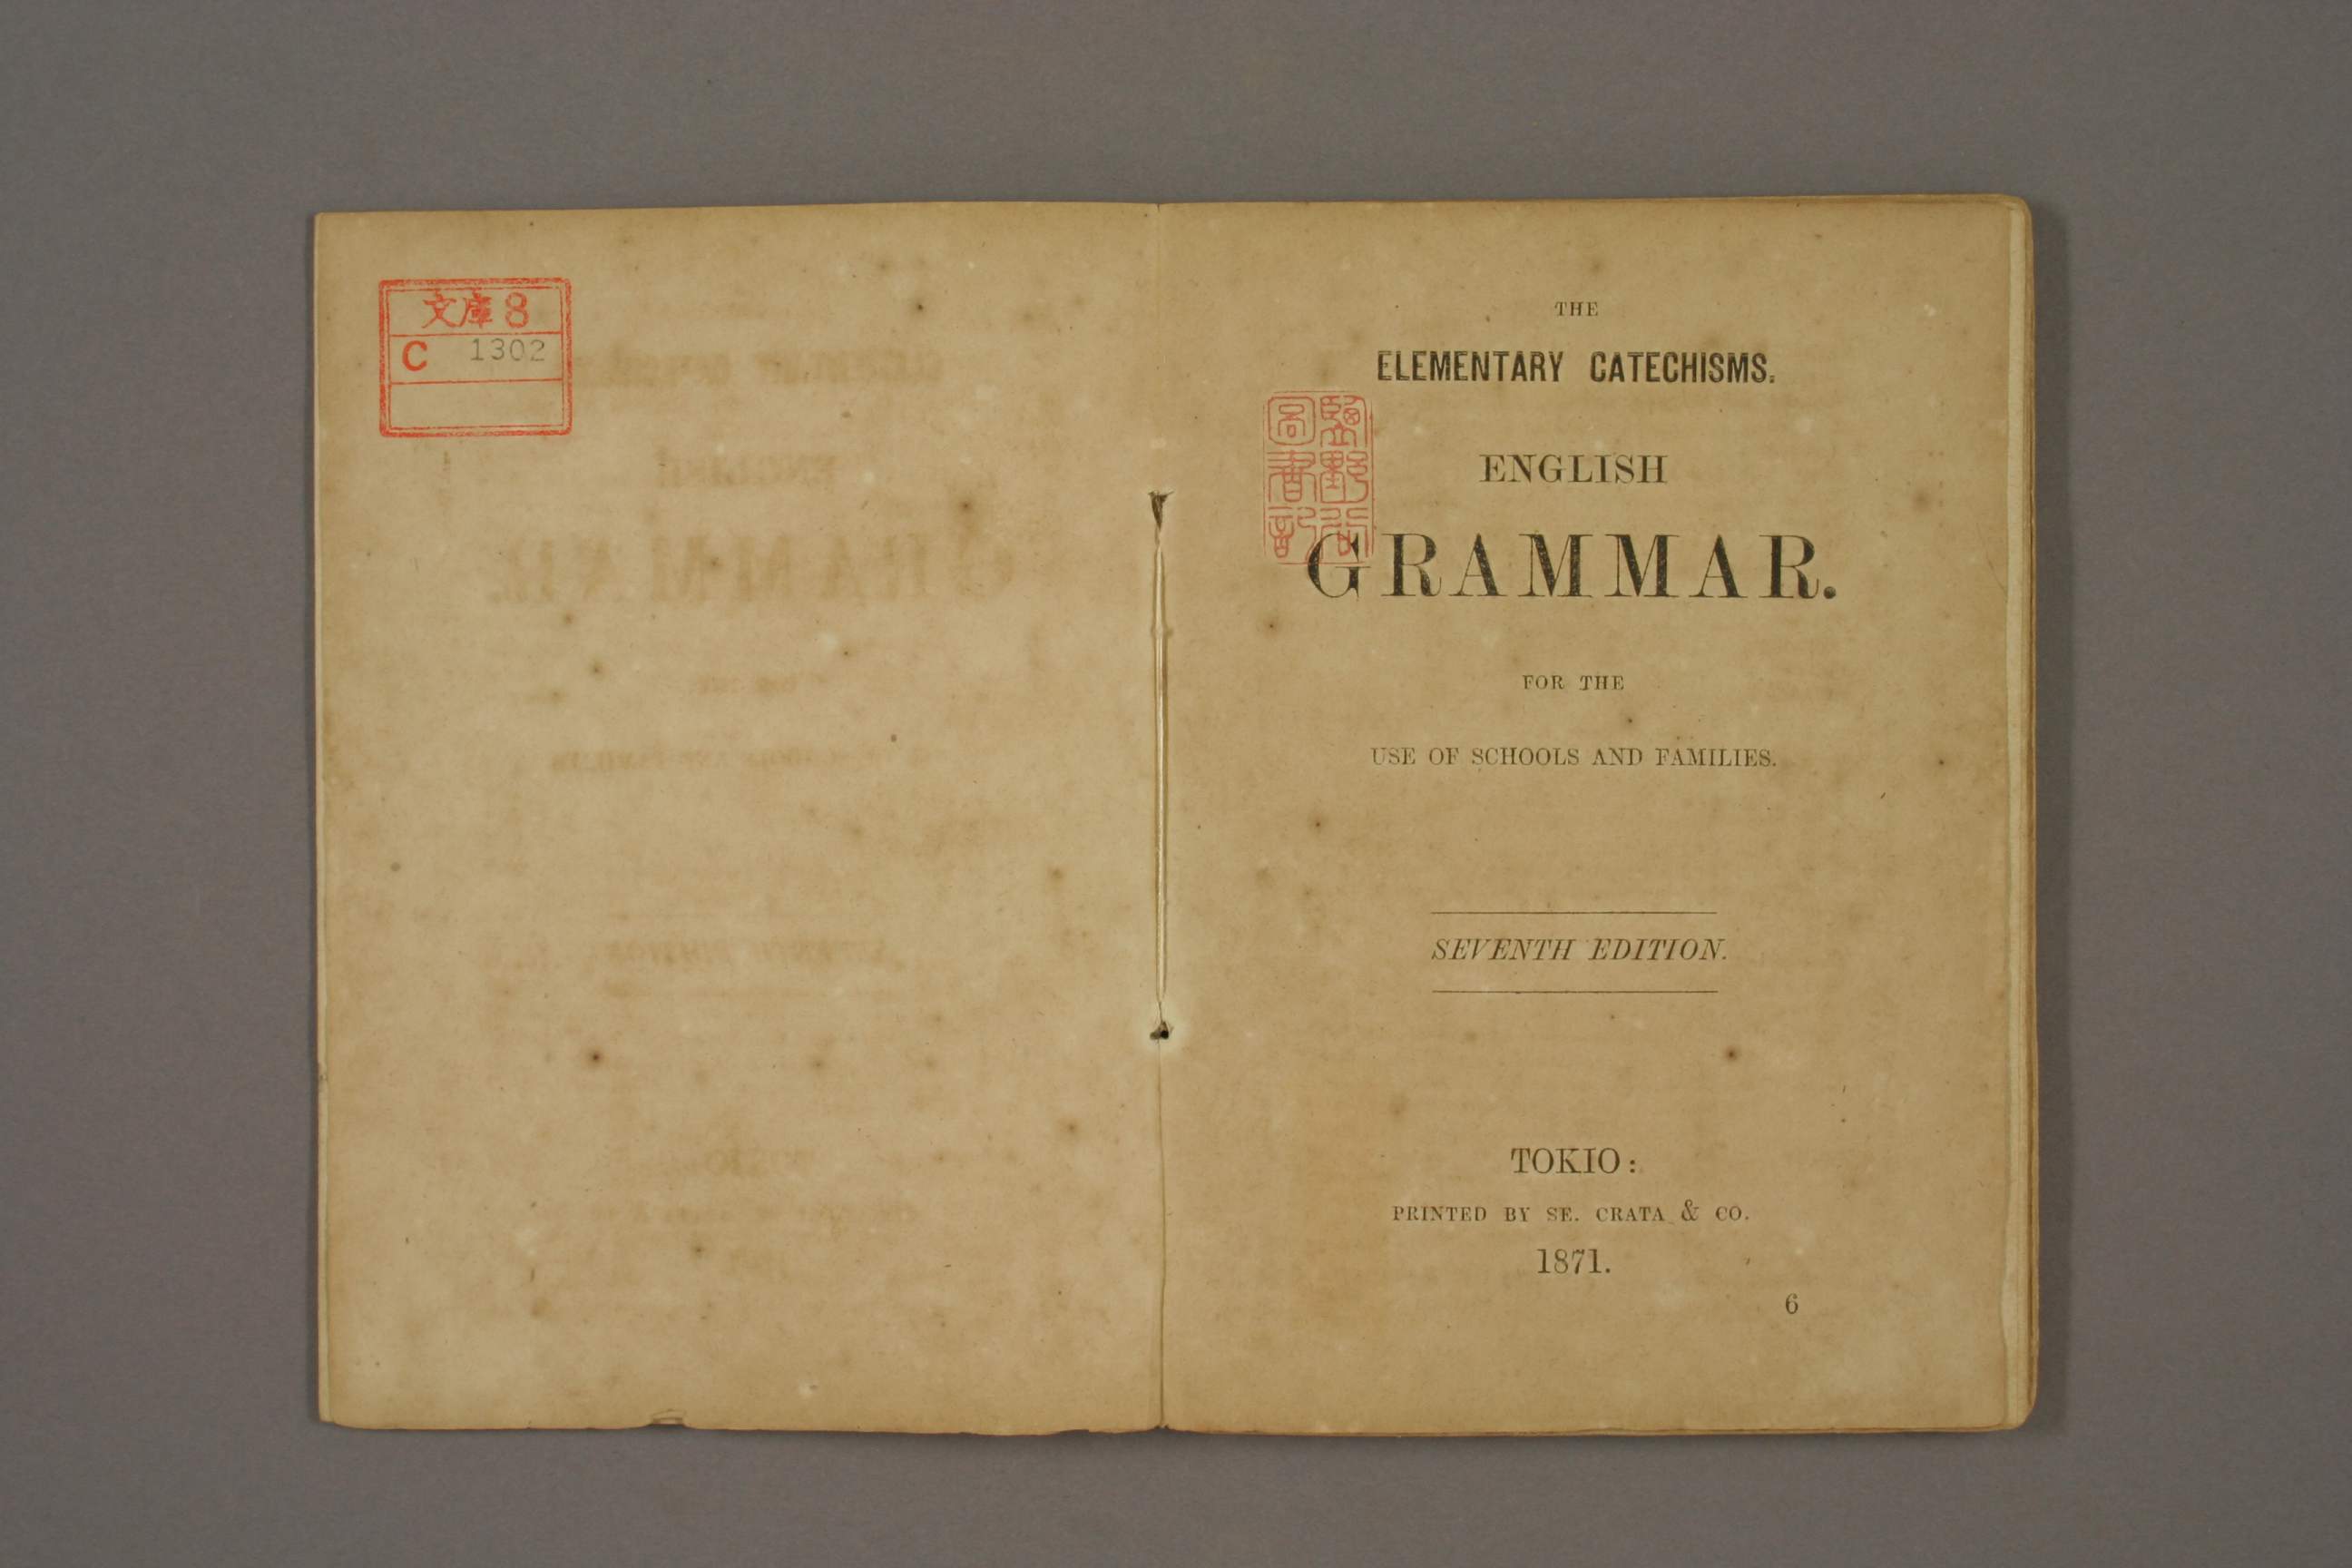 文庫8
C 1302
THE
ELEMENTARY CATECHISMS.
ENGLISH
GRAMMAR.
FOR THE
USE OF SCHOOLS AND FAMILIES.
SEVENTH EDITION.
TOKIO:
PRINTED BY SE. CRATA & CO.
1871.
6